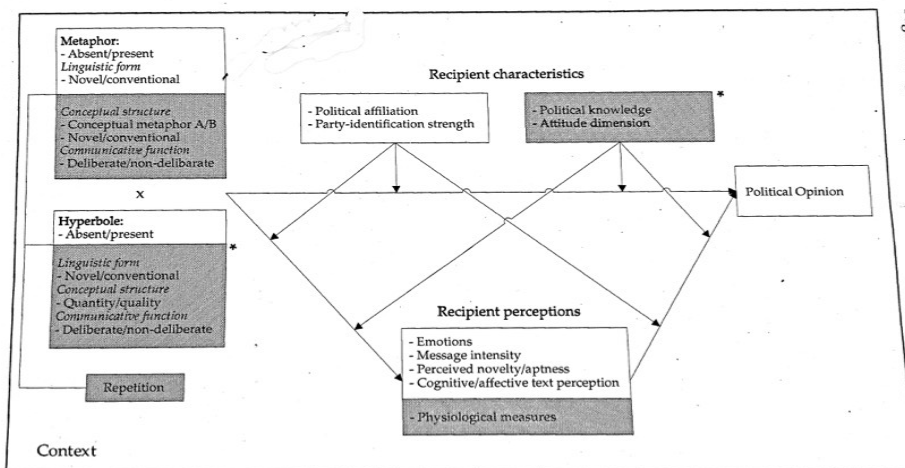 Metaphor:
- Absent/present
Linguistic form
- Novel/conventional
Conceptual structure
- Conceptual metaphor A/B
- Novel/conventional
Communicative function
- Deliberate/non-delibarate
x
Hyperbole:
- Absent/present
*
Linguistic form
- Novel/conventional
Conceptual structure
- Quantity/quality
Communicative function
- Deliberate/non-deliberate
Repetition
Recipient characteristics
- Political affiliation
- Party-identification strength
*
- Political knowledge
- Attitude dimension
Political Opinion
Recipient perceptions
- Emotions
- Message intensity
- Perceived novelty/aptness
- Cognitive/affective text perception
- Physiological measures
Context